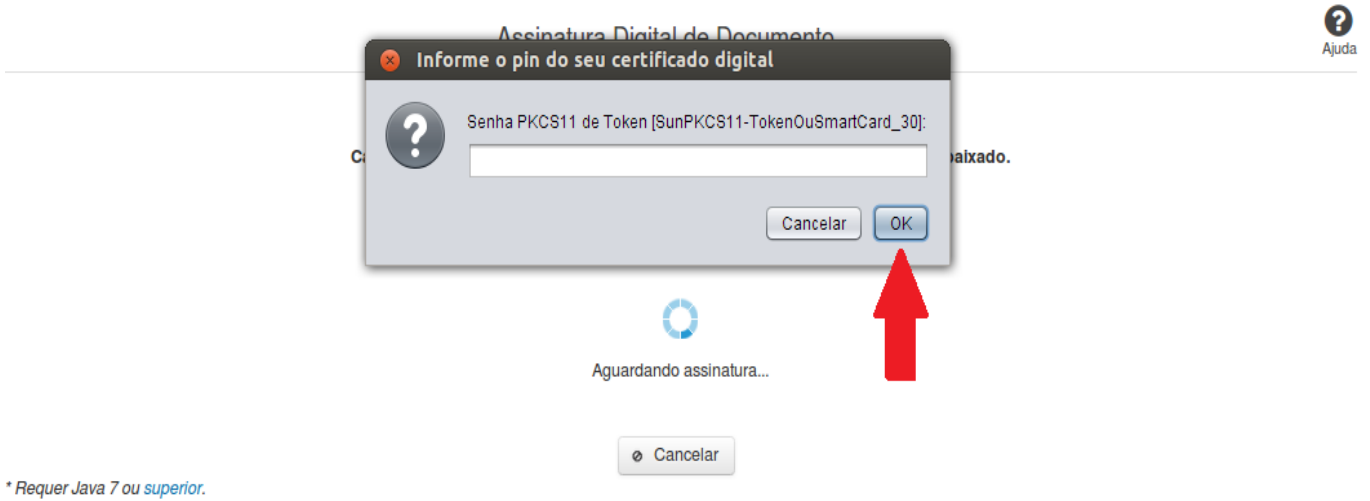 Assinatura Digital de Documento
Ajuda
Informe o pin do seu certificado digital
Senha PKCS11 de Token [SunPKCS11-TokenOuSmartCard_30]:
Cancelar
OK
Aguardando assinatura...
Cancelar
* Requer Java 7 ou superior.